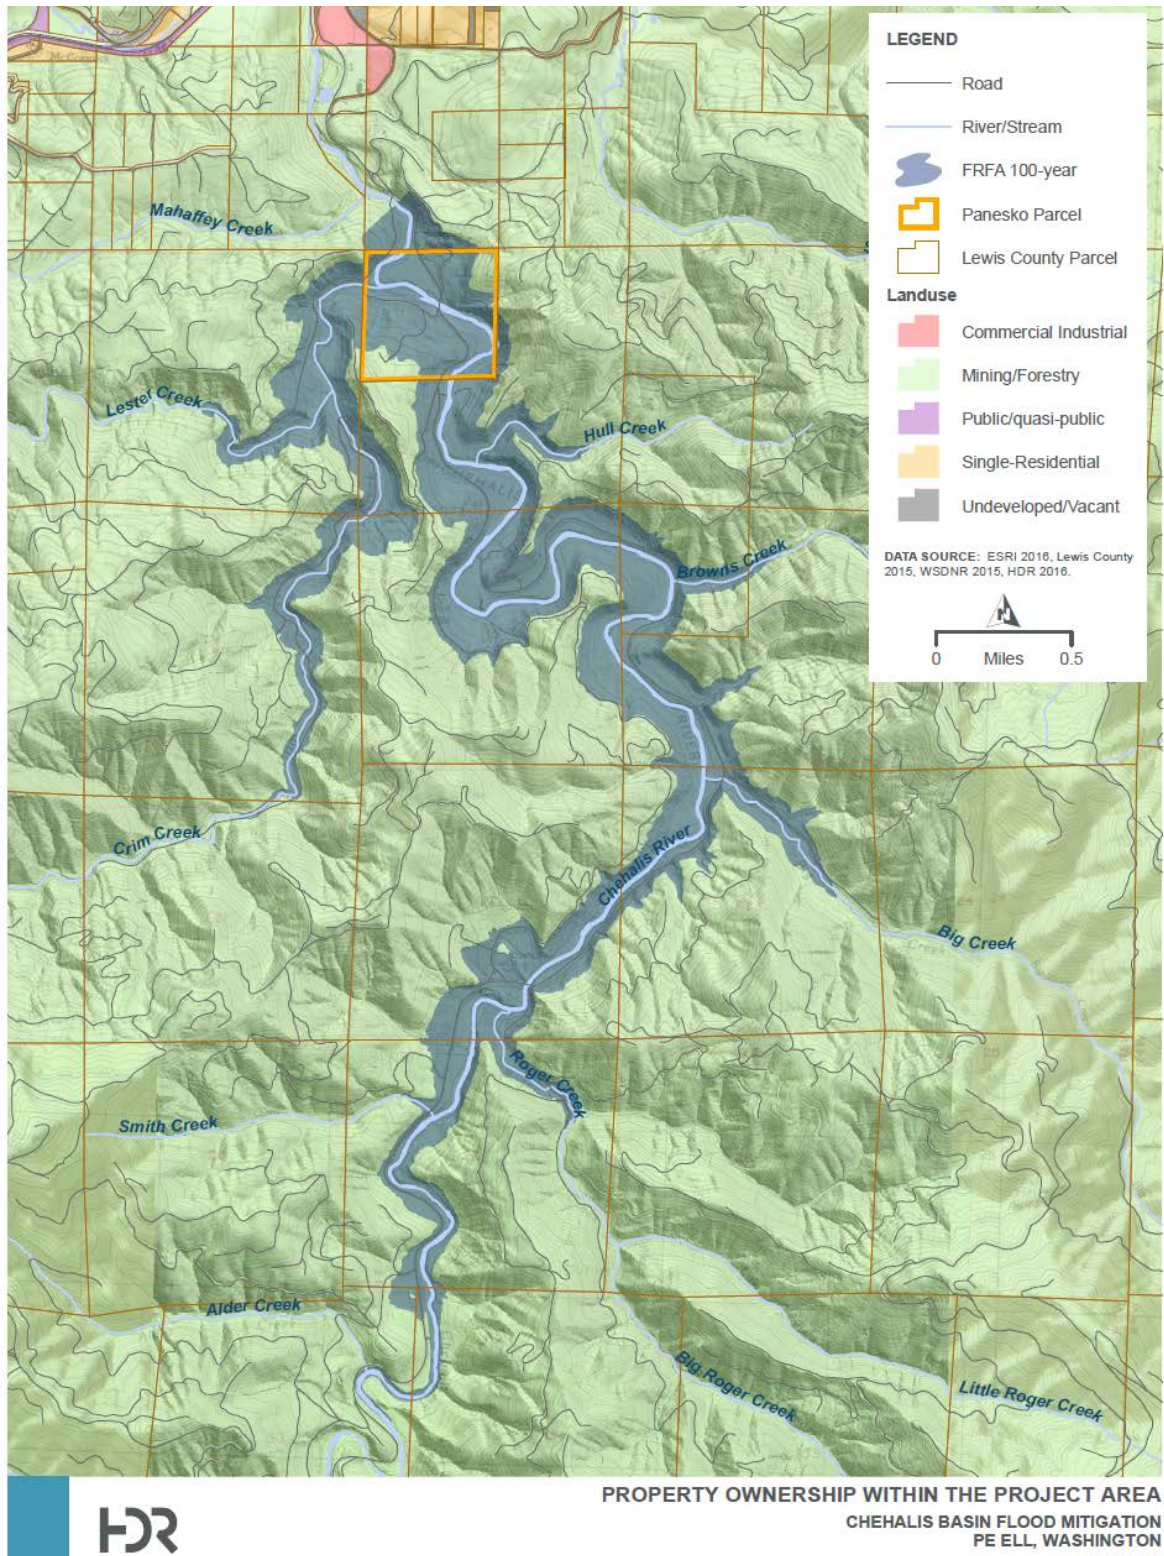 LEGEND
Road
River/Stream
FRFA 100-year
Panesko Parcel
Lewis County Parcel
Landuse
Commercial Industrial
Mining/Forestry
Public/quasi-public
Single-Residential
Undeveloped/Vacant
DATA SOURCE: ESRI 2016, Lewis County
2015, WSDNR 2015, HDR 2016.
N
0 Miles 0.5
Mahaffey Creek
Lester Creek
Hull Creek
Browns Creek
Crim Creek
Chehalis River
Big Creek
Roger Creek
Smith Creek
Alder Creek
Big Roger Creek
Little Roger Creek
HDR
PROPERTY OWNERSHIP WITHIN THE PROJECT AREA
CHEHALIS BASIN FLOOD MITIGATION
PE ELL, WASHINGTON